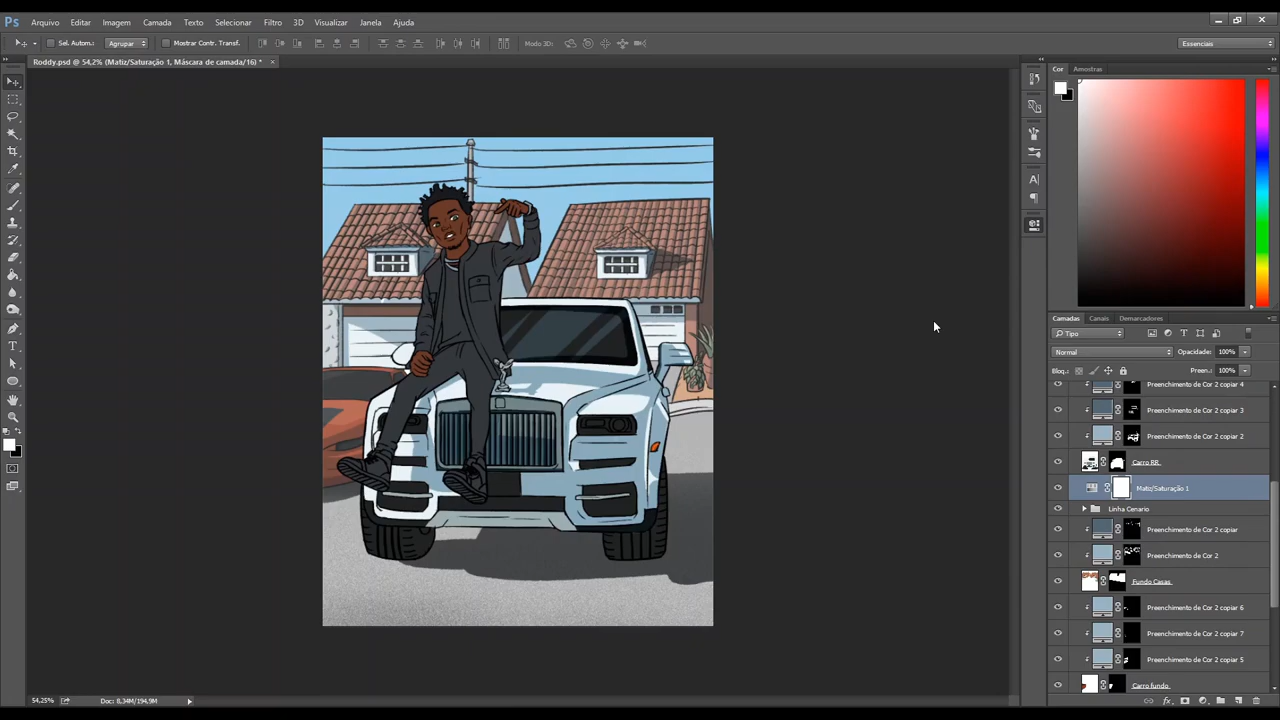 Ps Arquivo Editar Imagem Camada Texto Selecionar Filtro 3D Visualizar Janela Ajuda
Sel. Autom.: Agrupar Mostrar Contr. Transf. Modo 3D: Essenciais
Roddy.psd @ 54,2% (Matiz/Saturação 1, Máscara de camada/16) * ×
Cor Amostras
Camadas Canais Demarcadores
Tipo
Normal Opacidade: 100%
Bloq.: Preen.: 100%
Preenchimento de Cor 2 copiar 4
Preenchimento de Cor 2 copiar 3
Preenchimento de Cor 2 copiar 2
Carro RR
Matiz/Saturação 1
Linha Cenario
Preenchimento de Cor 2 copiar
Preenchimento de Cor 2
Fundo Casas
Preenchimento de Cor 2 copiar 6
Preenchimento de Cor 2 copiar 7
Preenchimento de Cor 2 copiar 5
Carro fundo
54,25% Doc: 8,34M/194,9M